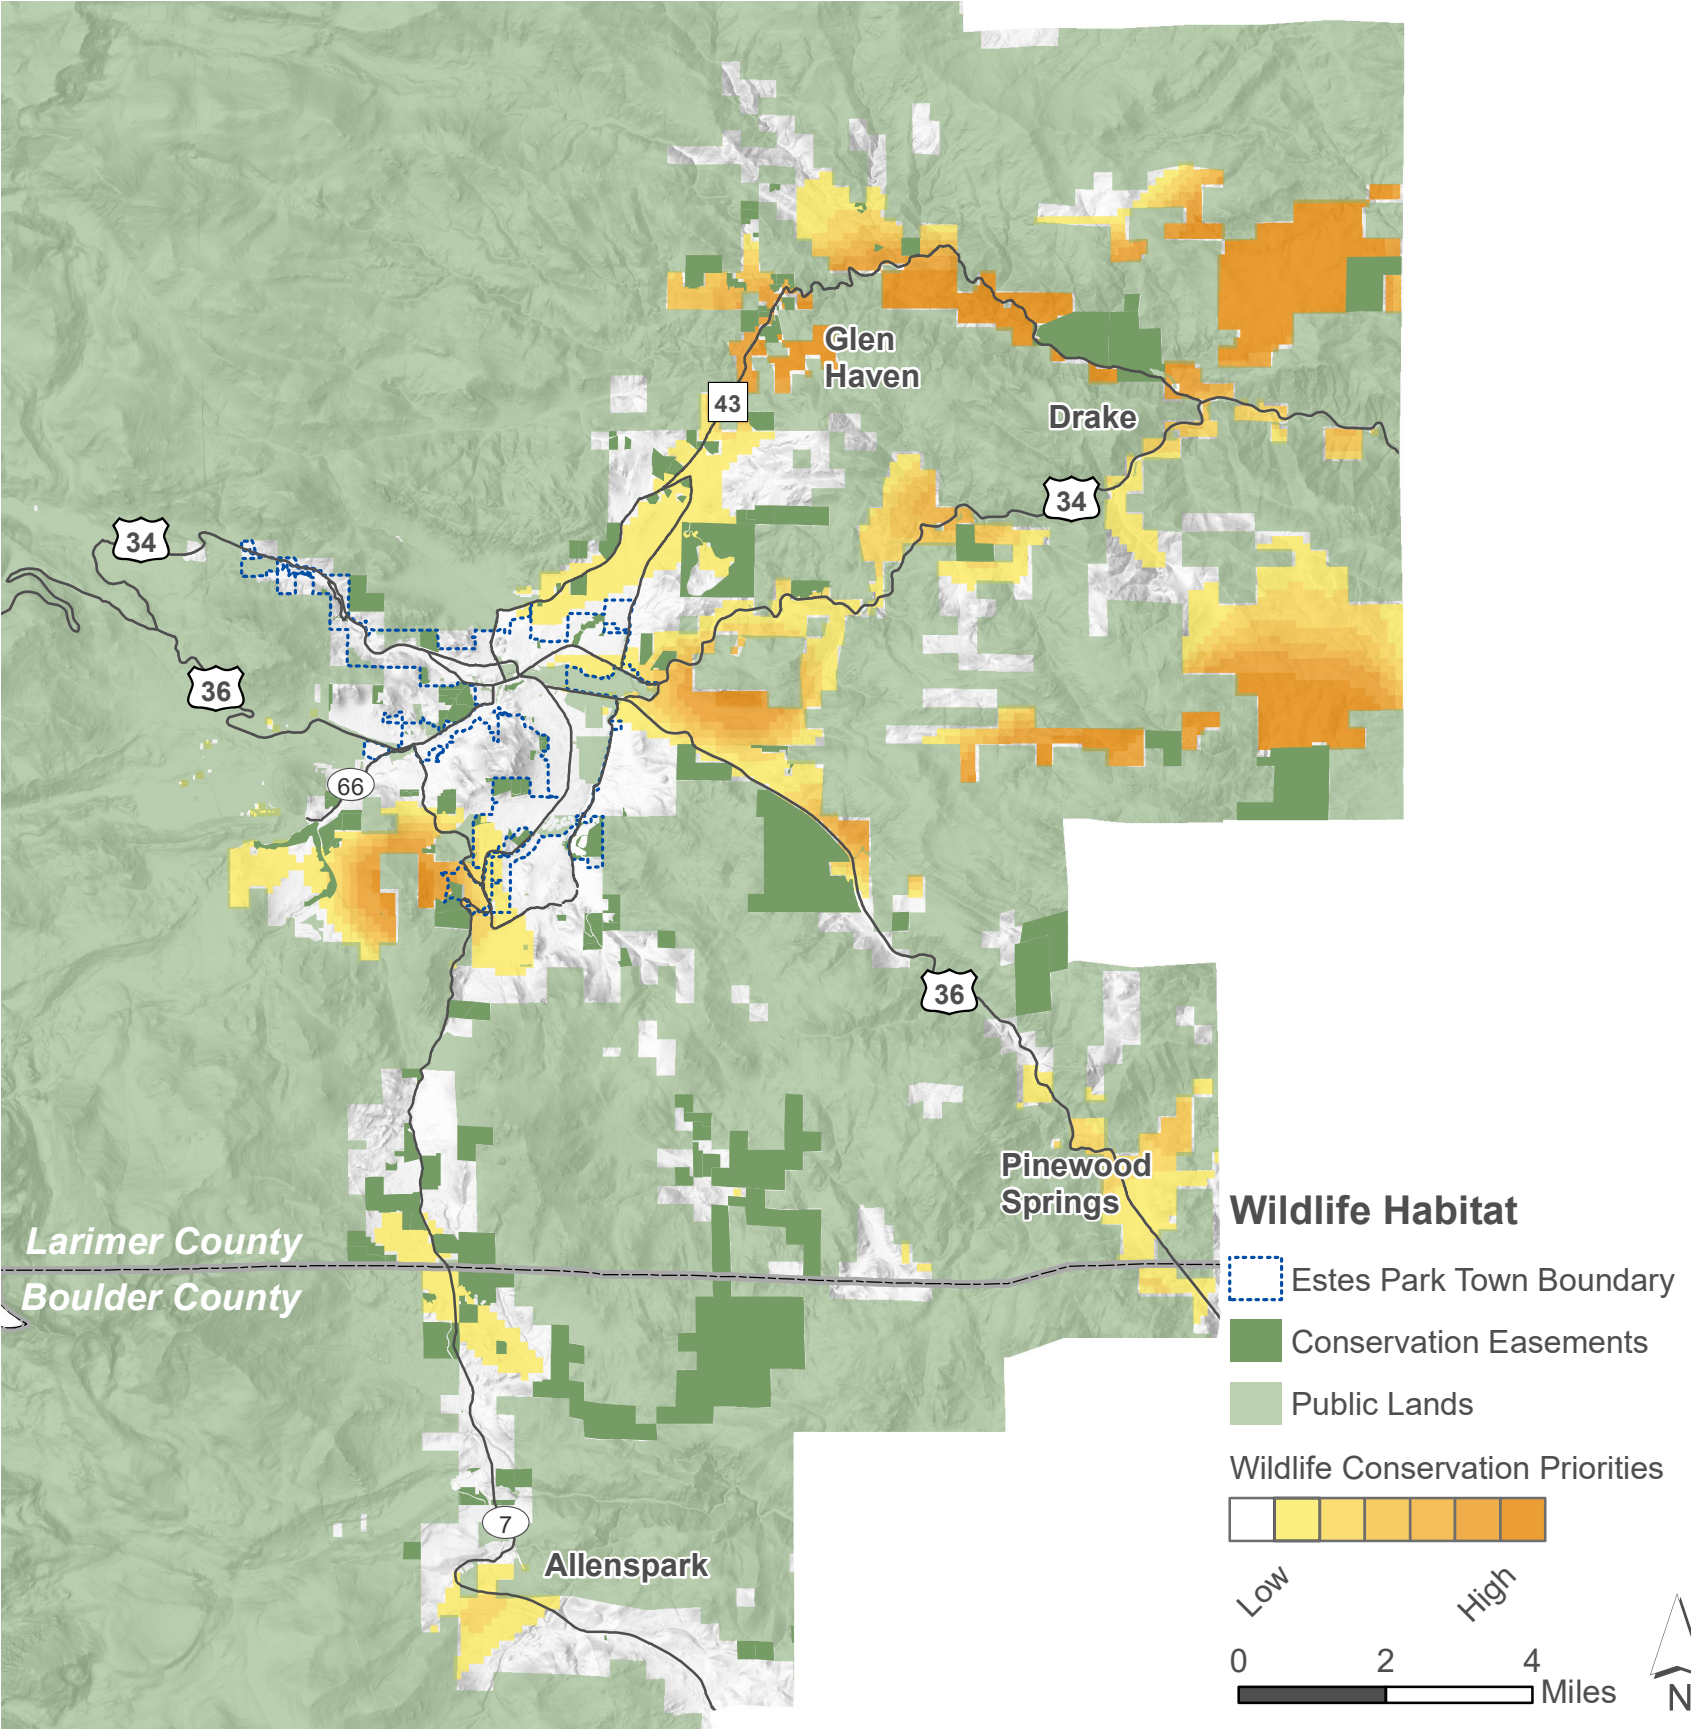 Glen
Haven
43
Drake
34
34
36
66
36
Pinewood
Springs
Larimer County
Boulder County
7
Allenspark
Wildlife Habitat
Estes Park Town Boundary
Conservation Easements
Public Lands
Wildlife Conservation Priorities
Low
High
0 2 4
Miles
N